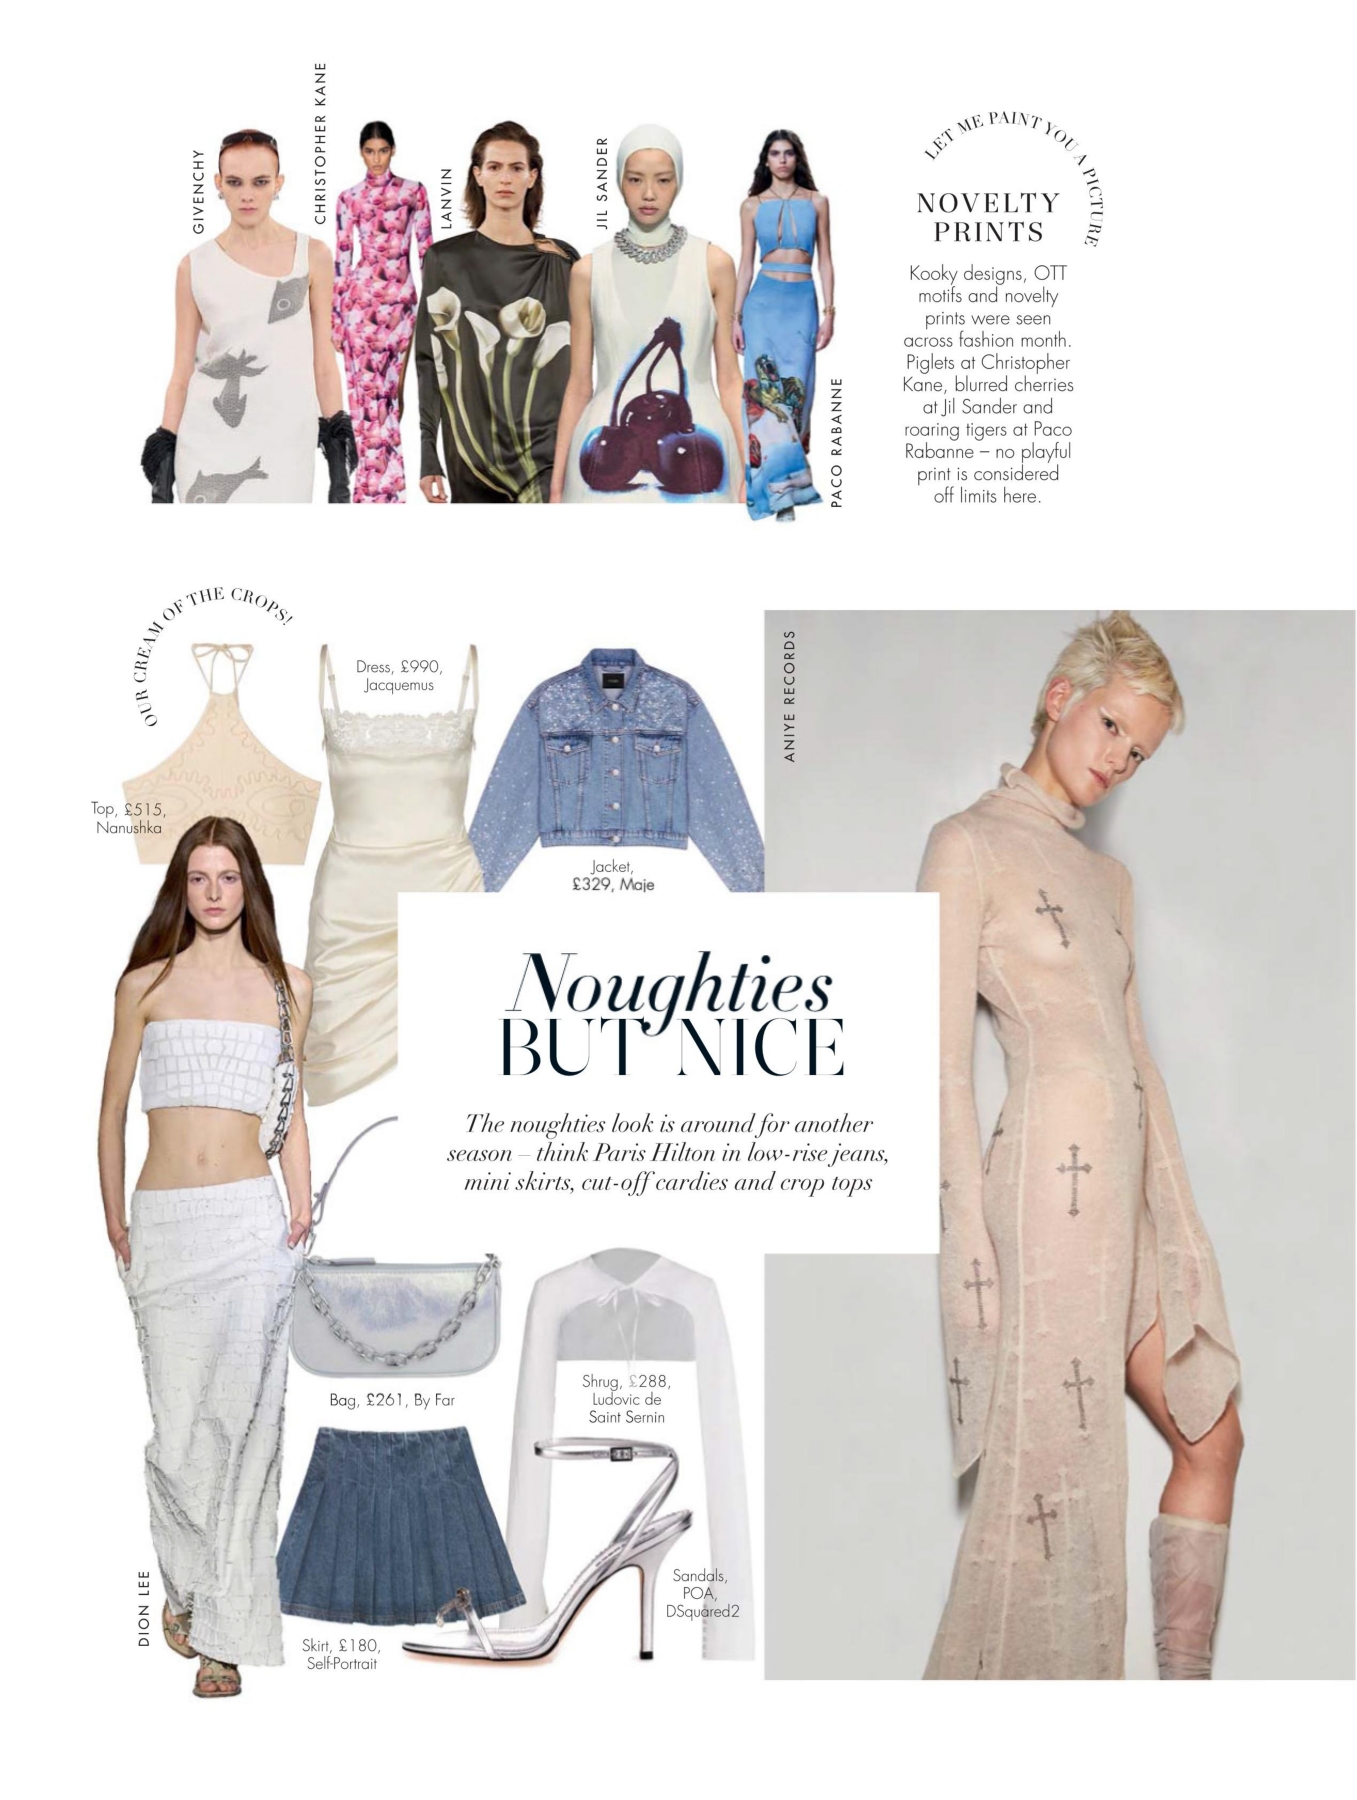 GIVENCHY
CHRISTOPHER KANE
LANVIN
JIL SANDER
PACO RABANNE
LET ME PAINT YOU A PICTURE
NOVELTY
PRINTS
Kooky designs, OTT
motifs and novelty
prints were seen
across fashion month.
Piglets at Christopher
Kane, blurred cherries
at Jil Sander and
roaring tigers at Paco
Rabanne – no playful
print is considered
off limits here.
OUR CREAM OF THE CROPS!
Top, £515,
Nanushka
Dress, £990,
Jacquemus
Jacket,
£329, Maje
ANIYE RECORDS
Noughties
BUT NICE
The noughties look is around for another
season – think Paris Hilton in low-rise jeans,
mini skirts, cut-off cardies and crop tops
Bag, £261, By Far
Shrug, £288,
Ludovic de
Saint Sernin
DION LEE
Skirt, £180,
Self-Portrait
Sandals,
POA,
DSquared2